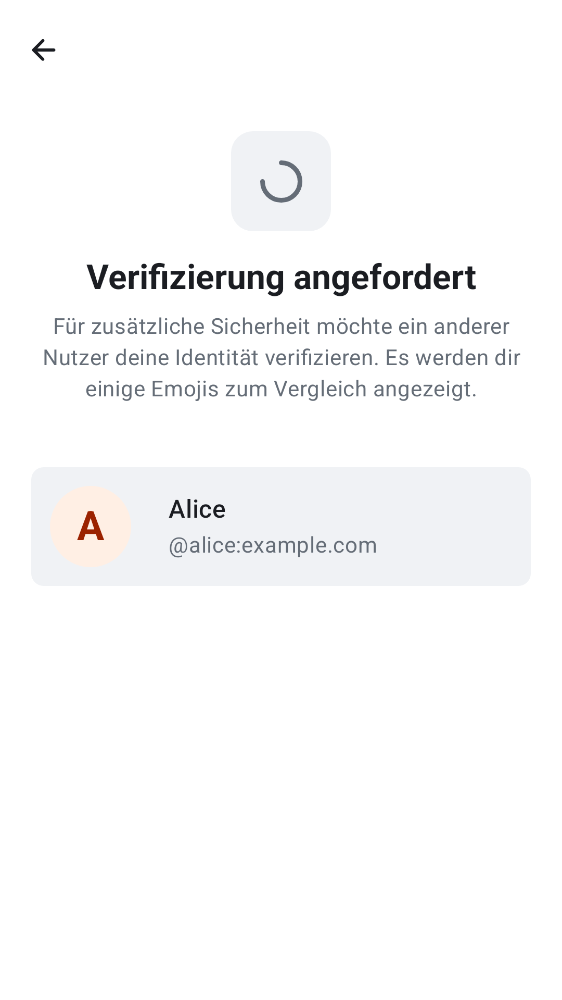 Verifizierung angefordert
Für zusätzliche Sicherheit möchte ein anderer
Nutzer deine Identität verifizieren. Es werden dir
einige Emojis zum Vergleich angezeigt.
A
Alice
@alice:example.com